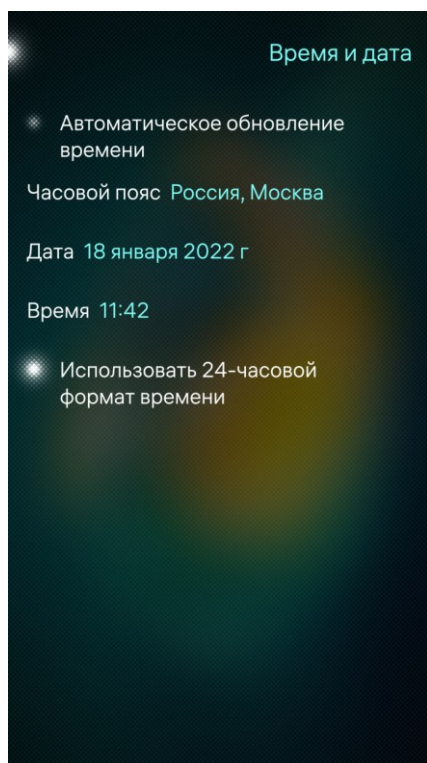 Время и дата
Автоматическое обновление
времени
Часовой пояс Россия, Москва
Дата 18 января 2022 г
Время 11:42
Использовать 24-часовой
формат времени